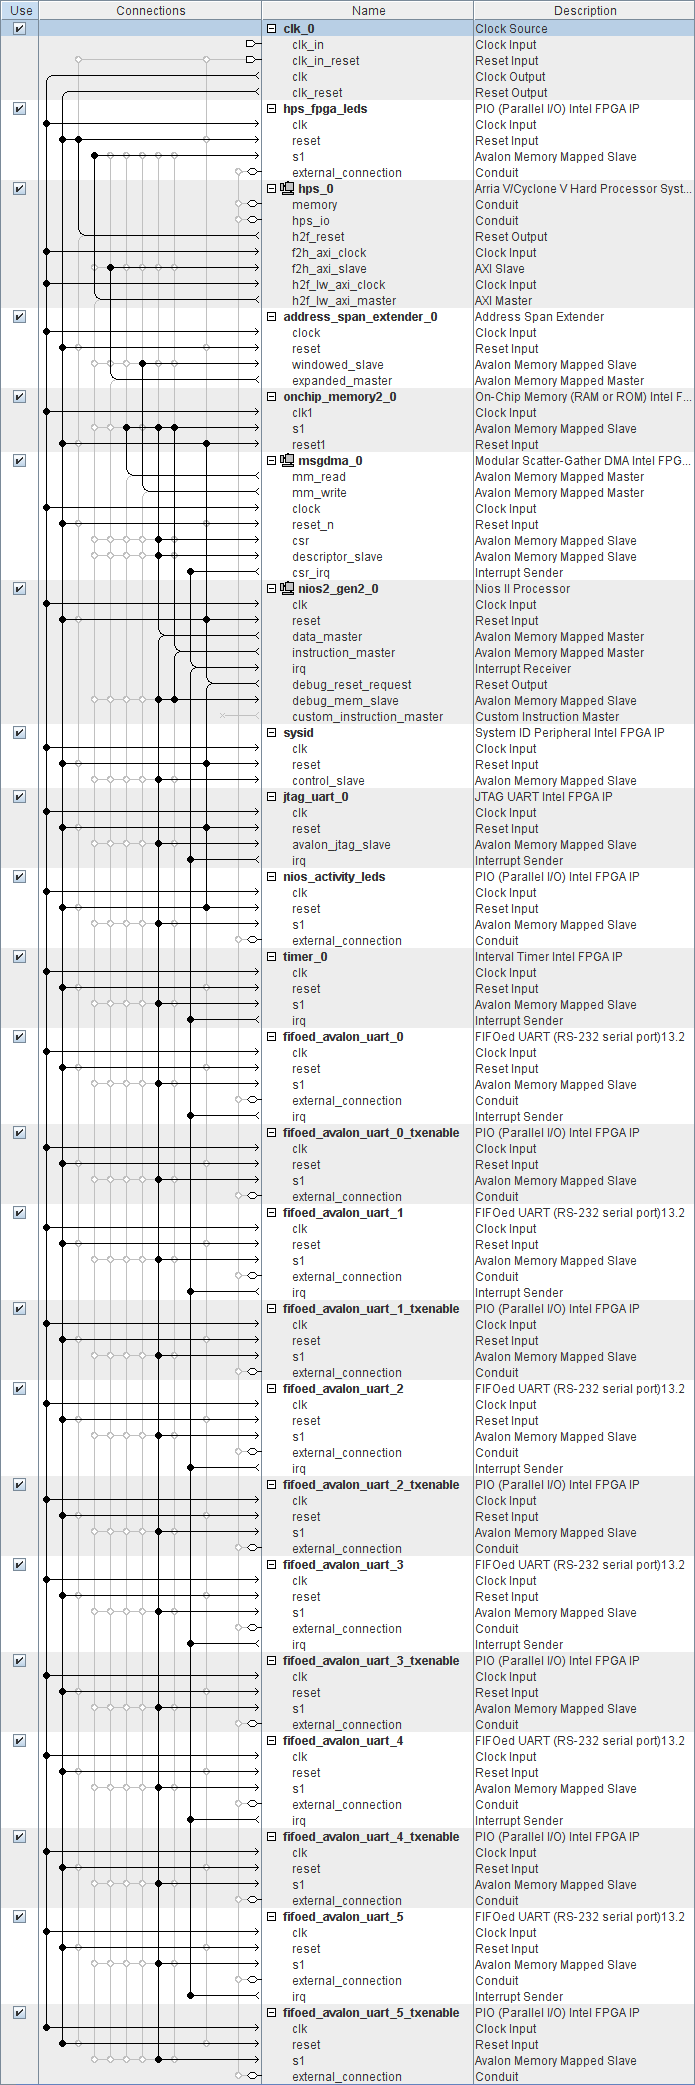 Use Connections Name Description
clk_0 Clock Source
clk_in Clock Input
clk_in_reset Reset Input
clk Clock Output
clk_reset Reset Output
hps_fpga_leds PIO (Parallel I/O) Intel FPGA IP
clk Clock Input
reset Reset Input
s1 Avalon Memory Mapped Slave
external_connection Conduit
hps_0 Arria V/Cyclone V Hard Processor Syst...
memory Conduit
hps_io Conduit
h2f_reset Reset Output
f2h_axi_clock Clock Input
f2h_axi_slave AXI Slave
h2f_lw_axi_clock Clock Input
h2f_lw_axi_master AXI Master
address_span_extender_0 Address Span Extender
clock Clock Input
reset Reset Input
windowed_slave Avalon Memory Mapped Slave
expanded_master Avalon Memory Mapped Master
onchip_memory2_0 On-Chip Memory (RAM or ROM) Intel F...
clk1 Clock Input
s1 Avalon Memory Mapped Slave
reset1 Reset Input
msgdma_0 Modular Scatter-Gather DMA Intel FPG...
mm_read Avalon Memory Mapped Master
mm_write Avalon Memory Mapped Master
clock Clock Input
reset_n Reset Input
csr Avalon Memory Mapped Slave
descriptor_slave Avalon Memory Mapped Slave
csr_irq Interrupt Sender
nios2_gen2_0 Nios II Processor
clk Clock Input
reset Reset Input
data_master Avalon Memory Mapped Master
instruction_master Avalon Memory Mapped Master
irq Interrupt Receiver
debug_reset_request Reset Output
debug_mem_slave Avalon Memory Mapped Slave
custom_instruction_master Custom Instruction Master
sysid System ID Peripheral Intel FPGA IP
clk Clock Input
reset Reset Input
control_slave Avalon Memory Mapped Slave
jtag_uart_0 JTAG UART Intel FPGA IP
clk Clock Input
reset Reset Input
avalon_jtag_slave Avalon Memory Mapped Slave
irq Interrupt Sender
nios_activity_leds PIO (Parallel I/O) Intel FPGA IP
clk Clock Input
reset Reset Input
s1 Avalon Memory Mapped Slave
external_connection Conduit
timer_0 Interval Timer Intel FPGA IP
clk Clock Input
reset Reset Input
s1 Avalon Memory Mapped Slave
irq Interrupt Sender
fifoed_avalon_uart_0 FIFOed UART (RS-232 serial port)13.2
clk Clock Input
reset Reset Input
s1 Avalon Memory Mapped Slave
external_connection Conduit
irq Interrupt Sender
fifoed_avalon_uart_0_txenable PIO (Parallel I/O) Intel FPGA IP
clk Clock Input
reset Reset Input
s1 Avalon Memory Mapped Slave
external_connection Conduit
fifoed_avalon_uart_1 FIFOed UART (RS-232 serial port)13.2
clk Clock Input
reset Reset Input
s1 Avalon Memory Mapped Slave
external_connection Conduit
irq Interrupt Sender
fifoed_avalon_uart_1_txenable PIO (Parallel I/O) Intel FPGA IP
clk Clock Input
reset Reset Input
s1 Avalon Memory Mapped Slave
external_connection Conduit
fifoed_avalon_uart_2 FIFOed UART (RS-232 serial port)13.2
clk Clock Input
reset Reset Input
s1 Avalon Memory Mapped Slave
external_connection Conduit
irq Interrupt Sender
fifoed_avalon_uart_2_txenable PIO (Parallel I/O) Intel FPGA IP
clk Clock Input
reset Reset Input
s1 Avalon Memory Mapped Slave
external_connection Conduit
fifoed_avalon_uart_3 FIFOed UART (RS-232 serial port)13.2
clk Clock Input
reset Reset Input
s1 Avalon Memory Mapped Slave
external_connection Conduit
irq Interrupt Sender
fifoed_avalon_uart_3_txenable PIO (Parallel I/O) Intel FPGA IP
clk Clock Input
reset Reset Input
s1 Avalon Memory Mapped Slave
external_connection Conduit
fifoed_avalon_uart_4 FIFOed UART (RS-232 serial port)13.2
clk Clock Input
reset Reset Input
s1 Avalon Memory Mapped Slave
external_connection Conduit
irq Interrupt Sender
fifoed_avalon_uart_4_txenable PIO (Parallel I/O) Intel FPGA IP
clk Clock Input
reset Reset Input
s1 Avalon Memory Mapped Slave
external_connection Conduit
fifoed_avalon_uart_5 FIFOed UART (RS-232 serial port)13.2
clk Clock Input
reset Reset Input
s1 Avalon Memory Mapped Slave
external_connection Conduit
irq Interrupt Sender
fifoed_avalon_uart_5_txenable PIO (Parallel I/O) Intel FPGA IP
clk Clock Input
reset Reset Input
s1 Avalon Memory Mapped Slave
external_connection Conduit